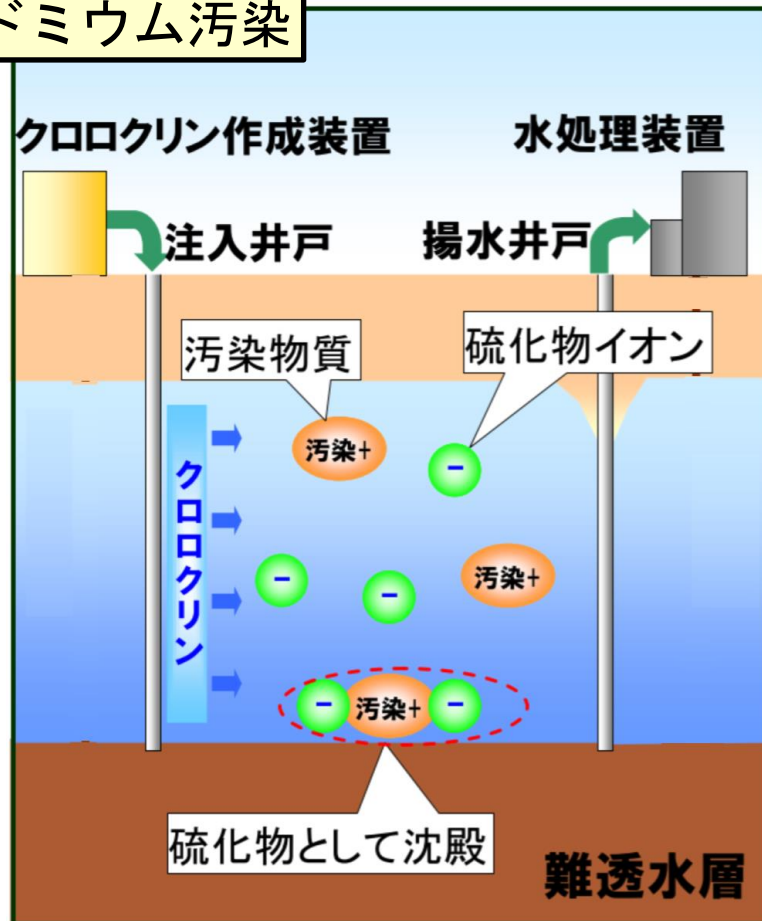 ドミウム汚染
クロロクリン作成装置
水処理装置
注入井戸
揚水井戸
汚染物質
硫化物イオン
汚染+
−
クロロクリン
−
−
汚染+
−
汚染+
−
硫化物として沈殿
難透水層